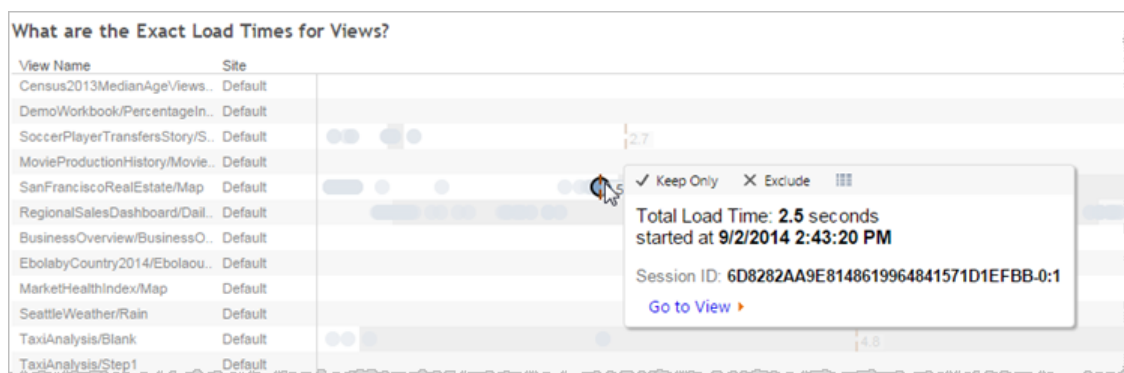 What are the Exact Load Times for Views?
View Name Site
Census2013MedianAgeViews.. Default
DemoWorkbook/PercentageIn.. Default
SoccerPlayerTransfersStory/S.. Default 2.7
MovieProductionHistory/Movie.. Default
SanFranciscoRealEstate/Map Default 5
RegionalSalesDashboard/Dail.. Default
BusinessOverview/BusinessO.. Default
EbolabyCountry2014/Ebolaou.. Default
MarketHealthIndex/Map Default
SeattleWeather/Rain Default
TaxiAnalysis/Blank Default 4.8
TaxiAnalysis/Step1 Default
Keep Only Exclude
Total Load Time: 2.5 seconds
started at 9/2/2014 2:43:20 PM
Session ID: 6D8282AA9E8148619964841571D1EFBB-0:1
Go to View